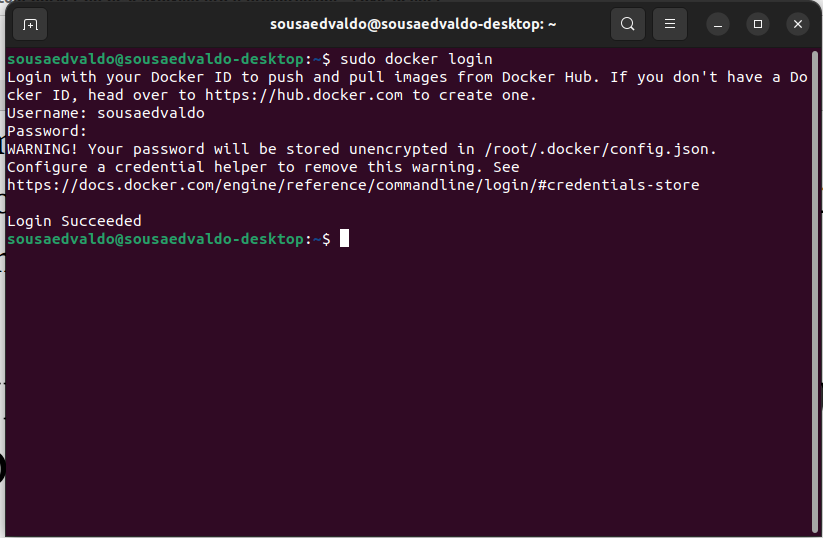 sousaedvaldo@sousaedvaldo-desktop: ~
sousaedvaldo@sousaedvaldo-desktop:~$ sudo docker login
Login with your Docker ID to push and pull images from Docker Hub. If you don't have a Do
cker ID, head over to https://hub.docker.com to create one.
Username: sousaedvaldo
Password:
WARNING! Your password will be stored unencrypted in /root/.docker/config.json.
Configure a credential helper to remove this warning. See
https://docs.docker.com/engine/reference/commandline/login/#credentials-store
Login Succeeded
sousaedvaldo@sousaedvaldo-desktop:~$